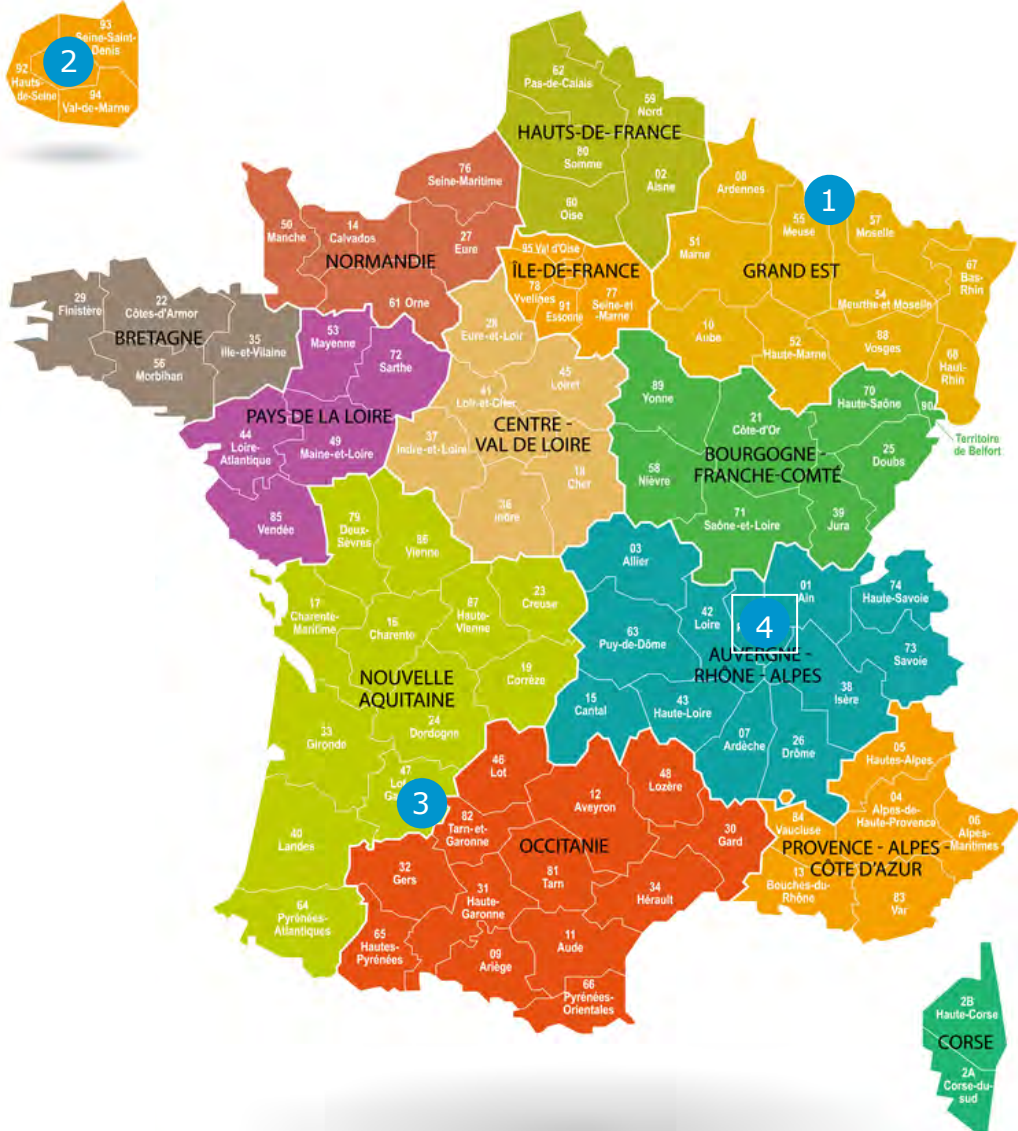 93
Seine-Saint-
Denis
2
92
Hauts-
de-Seine
94
Val-de-Marne
62
Pas-de-Calais
59
Nord
HAUTS-DE-FRANCE
80
Somme
02
Aisne
60
Oise
76
Seine-Maritime
50
Manche
14
Calvados
27
Eure
NORMANDIE
61 Orne
08
Ardennes
1
55
Meuse
57
Moselle
51
Marne
GRAND EST
67
Bas-
Rhin
54
Meurthe et Moselle
10
Aube
52
Haute-Marne
88
Vosges
68
Haut-
Rhin
95 Val d'Oise
ÎLE-DE-FRANCE
78
Yvelines
91
Essonne
77
Seine-et
-Marne
29
Finistère
22
Côtes-d'Armor
BRETAGNE
35
Ille-et-Vilaine
56
Morbihan
53
Mayenne
72
Sarthe
PAYS DE LA LOIRE
44
Loire-
Atlantique
49
Maine-et-Loire
85
Vendée
28
Eure-et-Loir
45
Loiret
41
Loir-et-Cher
CENTRE -
VAL DE LOIRE
37
Indre-et-Loire
18
Cher
36
Indre
89
Yonne
21
Côte-d'Or
70
Haute-Saône
90
Territoire
de Belfort
BOURGOGNE -
FRANCHE-COMTÉ
25
Doubs
58
Nièvre
71
Saône-et-Loire
39
Jura
79
Deux-
Sèvres
86
Vienne
17
Charente-
Maritime
16
Charente
87
Haute-
Vienne
23
Creuse
19
Corrèze
NOUVELLE
AQUITAINE
24
Dordogne
33
Gironde
47
3
40
Landes
64
Pyrénées-
Atlantiques
03
Allier
01
Ain
74
Haute-Savoie
42
Loire
4
63
Puy-de-Dôme
AUVERGNE -
RHÔNE - ALPES
73
Savoie
15
Cantal
43
Haute-Loire
38
Isère
07
Ardèche
26
Drôme
46
Lot
48
Lozère
12
Aveyron
82
Tarn-et-
Garonne
OCCITANIE
30
Gard
32
Gers
81
Tarn
31
Haute-
Garonne
34
Hérault
65
Hautes-
Pyrénées
09
Ariège
11
Aude
66
Pyrénées-
Orientales
05
Hautes-Alpes
04
Alpes-de-
Haute-Provence
06
Alpes-
Maritimes
84
Vaucluse
PROVENCE - ALPES -
CÔTE D'AZUR
13
Bouches-du-
Rhône
83
Var
2B
Haute-Corse
CORSE
2A
Corse-du-
sud